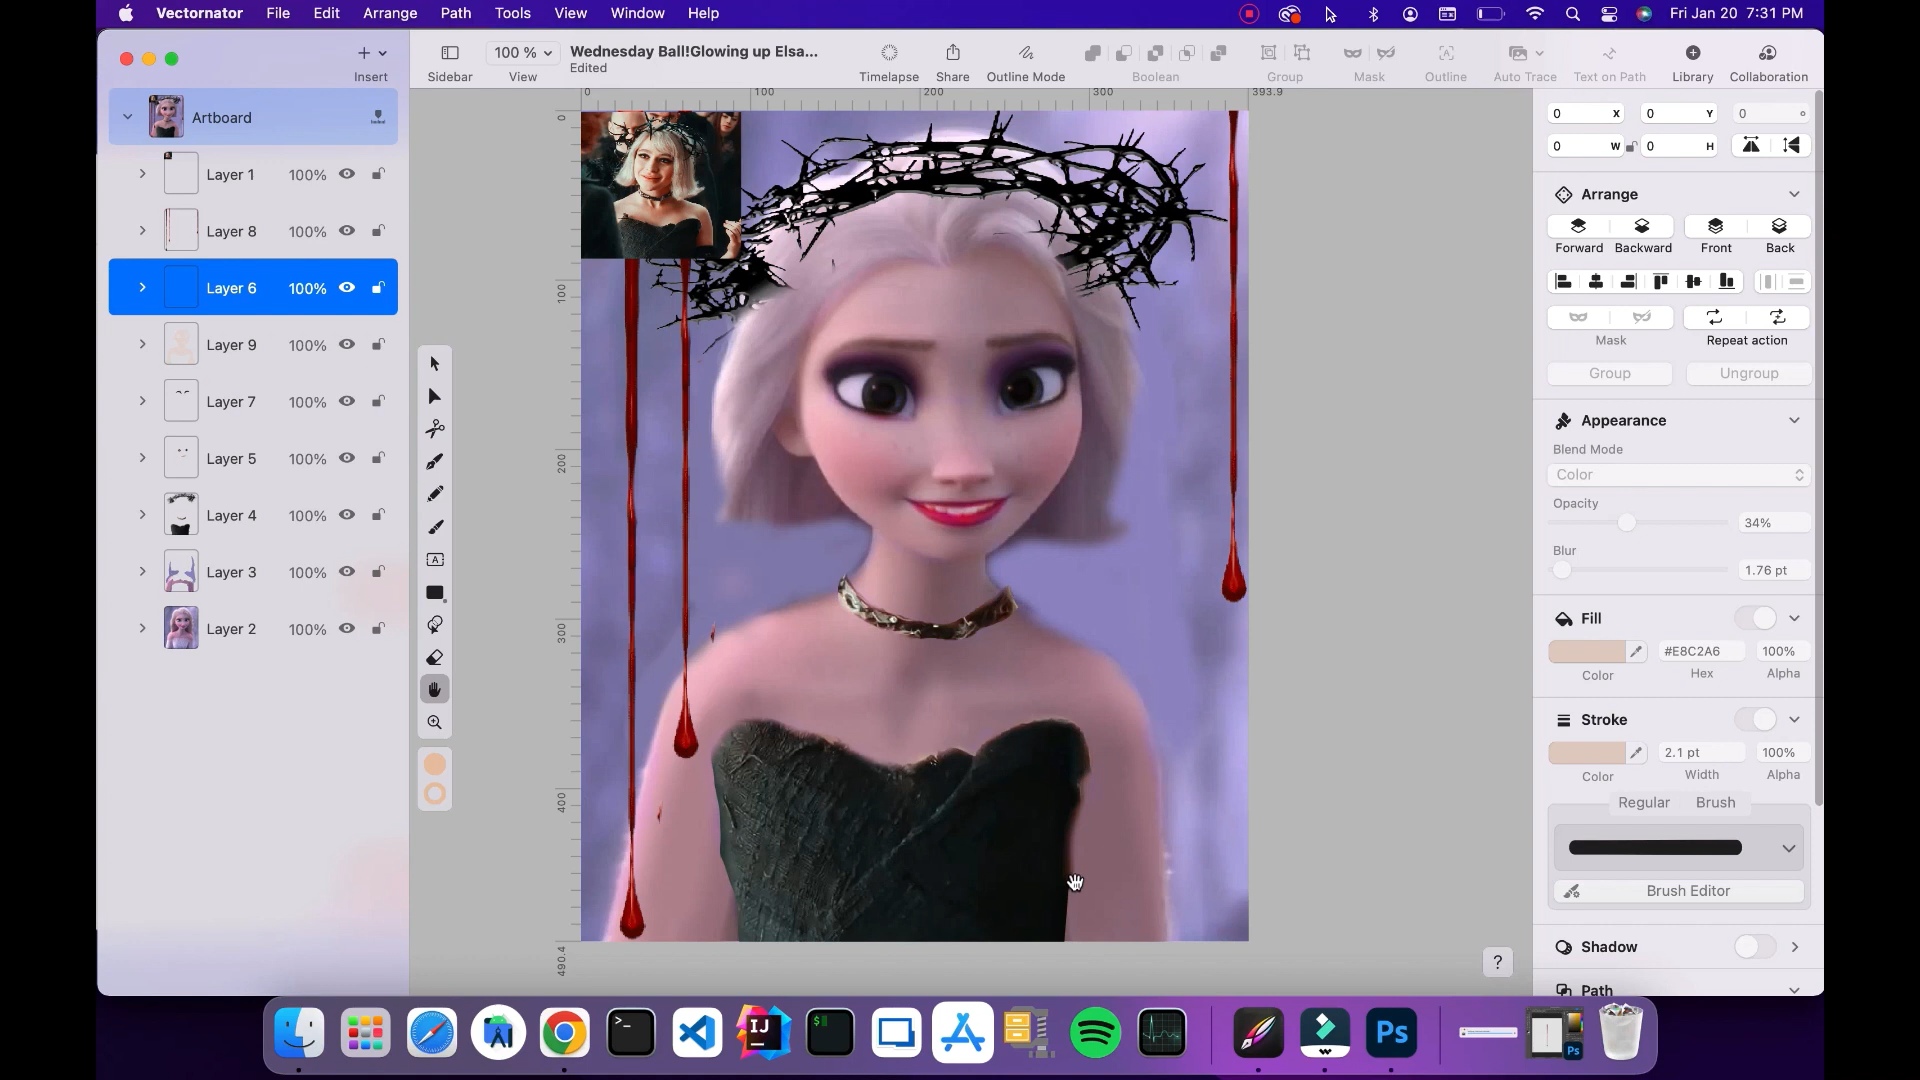 Vectornator File Edit Arrange Path Tools View Window Help Fri Jan 20 7:31 PM
Insert
100 %
Wednesday Ball!Glowing up Elsa...
Edited
Sidebar View Timelapse Share Outline Mode Boolean Group Mask Outline Auto Trace Text on Path Library Collaboration
0 100 200 300 393.9
0
100
200
300
400
490.4
Artboard
Layer 1 100%
Layer 8 100%
Layer 6 100%
Layer 9 100%
Layer 7 100%
Layer 5 100%
Layer 4 100%
Layer 3 100%
Layer 2 100%
A
0 X 0 Y 0 °
0 W 0 H
Arrange
Forward Backward Front Back
Mask Repeat action
Group Ungroup
Appearance
Blend Mode
Color
Opacity
34%
Blur
1.76 pt
Fill
#E8C2A6 100%
Color Hex Alpha
Stroke
2.1 pt 100%
Color Width Alpha
Regular Brush
Brush Editor
Shadow
Path
?
>_
IJ
$
Ps
Ps